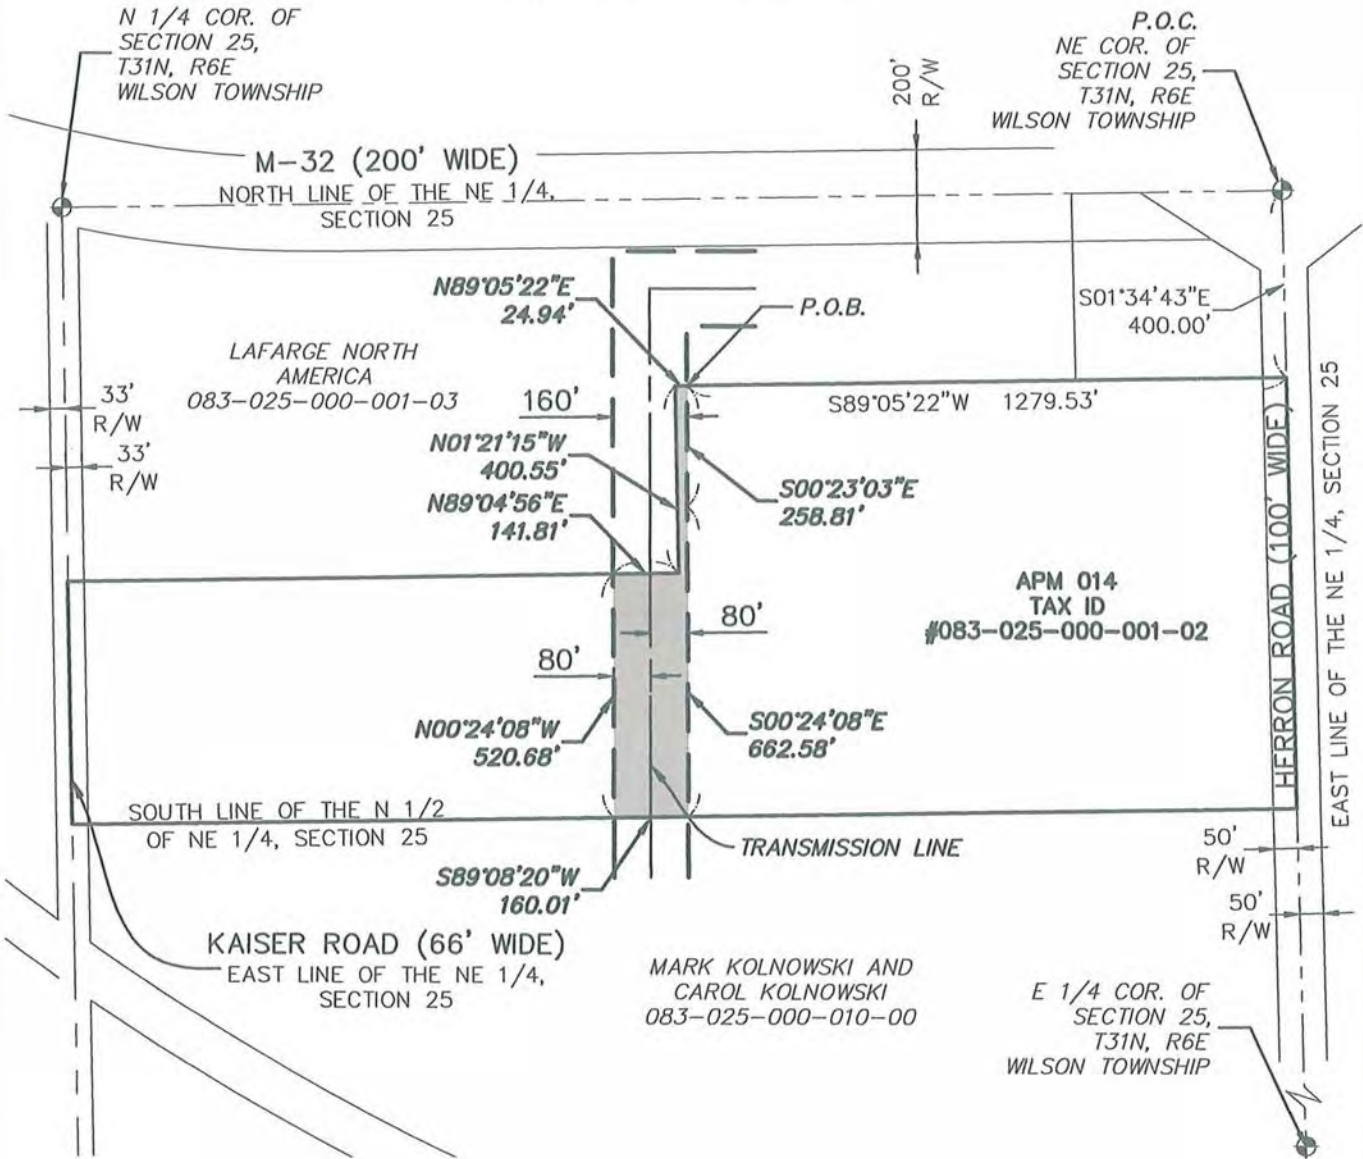 N 1/4 COR. OF
SECTION 25,
T31N, R6E
WILSON TOWNSHIP
P.O.C.
NE COR. OF
SECTION 25,
T31N, R6E
WILSON TOWNSHIP
200'
R/W
M-32 (200' WIDE)
NORTH LINE OF THE NE 1/4,
SECTION 25
N89°05'22"E
24.94'
P.O.B.
S01°34'43"E
400.00'
LAFARGE NORTH
AMERICA
083-025-000-001-03
33'
R/W
33'
R/W
160'
S89°05'22"W 1279.53'
N01°21'15"W
400.55'
N89°04'56"E
141.81'
S00°23'03"E
258.81'
APM 014
TAX ID
#083-025-000-001-02
HERRON ROAD (100' WIDE)
EAST LINE OF THE NE 1/4, SECTION 25
80'
80'
N00°24'08"W
520.68'
S00°24'08"E
662.58'
SOUTH LINE OF THE N 1/2
OF NE 1/4, SECTION 25
TRANSMISSION LINE
S89°08'20"W
160.01'
50'
R/W
50'
R/W
KAISER ROAD (66' WIDE)
EAST LINE OF THE NE 1/4,
SECTION 25
MARK KOLNOWSKI AND
CAROL KOLNOWSKI
083-025-000-010-00
E 1/4 COR. OF
SECTION 25,
T31N, R6E
WILSON TOWNSHIP